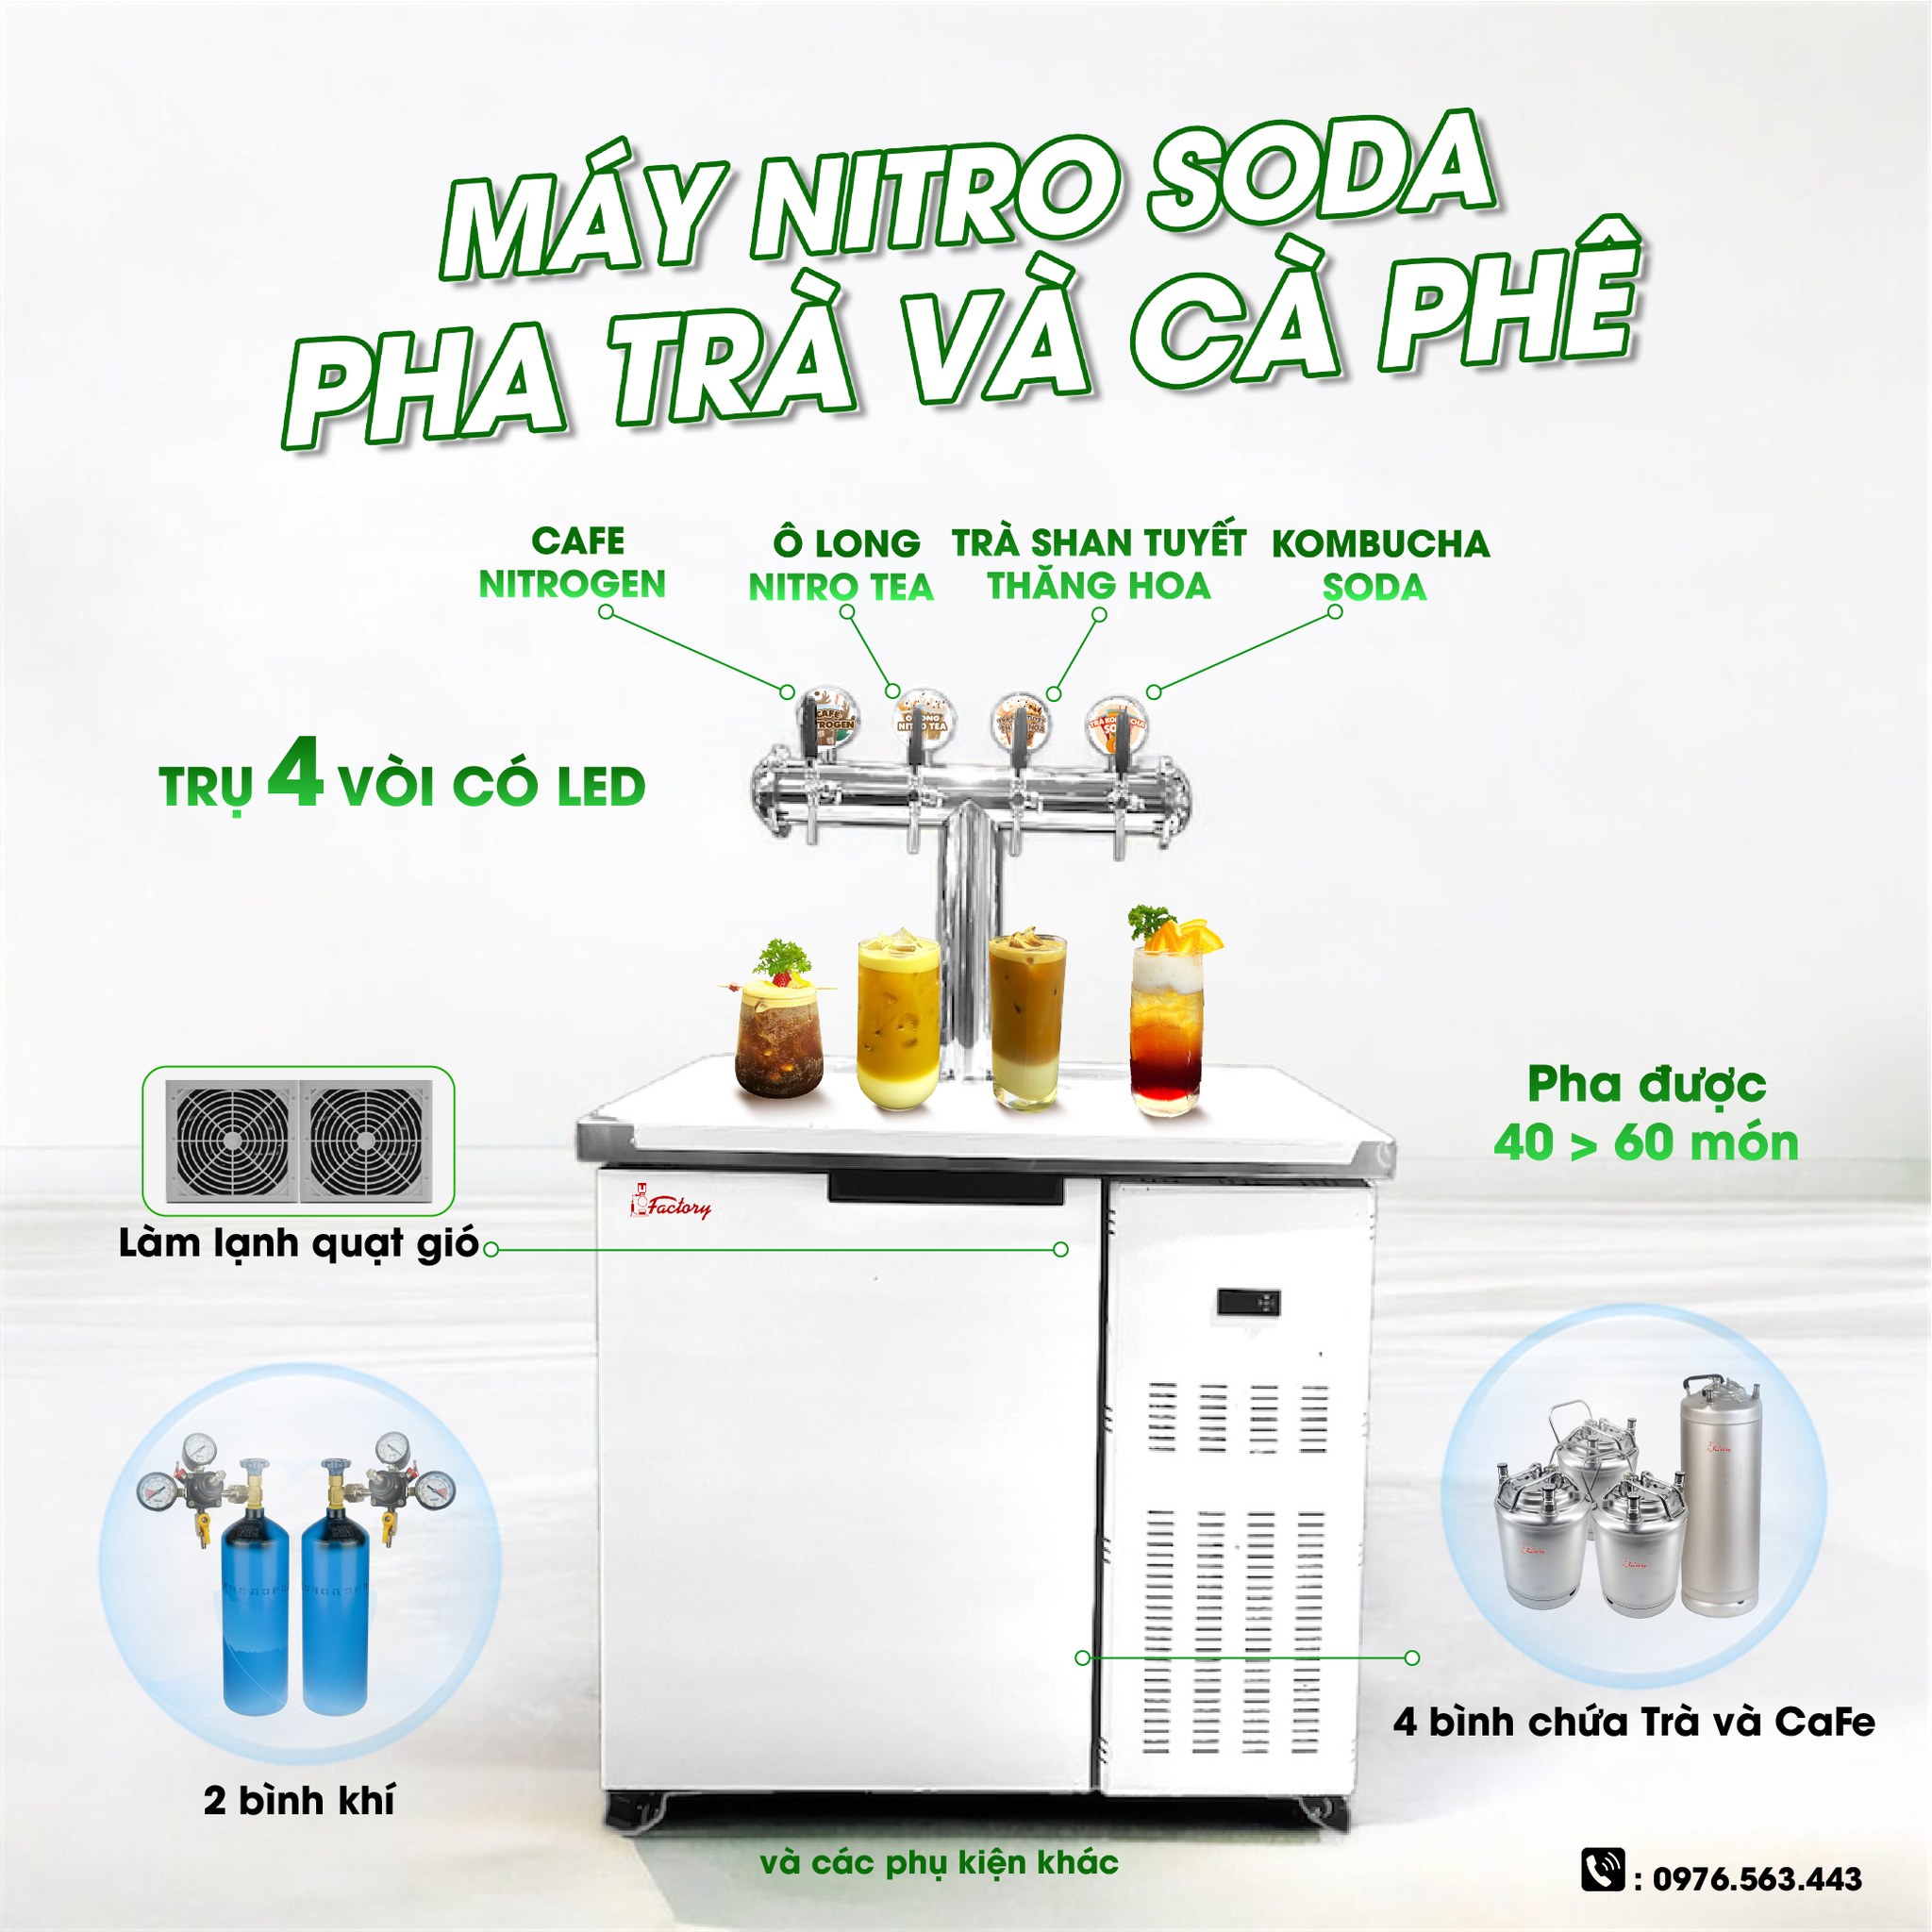 MÁY NITRO SODA
PHA TRÀ VÀ CÀ PHÊ
CAFE
NITROGEN
Ô LONG
NITRO TEA
TRÀ SHAN TUYẾT
THĂNG HOA
KOMBUCHA
SODA
TRỤ 4 VÒI CÓ LED
Pha được
40 > 60 món
Factory
Làm lạnh quạt gió
2 bình khí
4 bình chứa Trà và CaFe
và các phụ kiện khác
: 0976.563.443